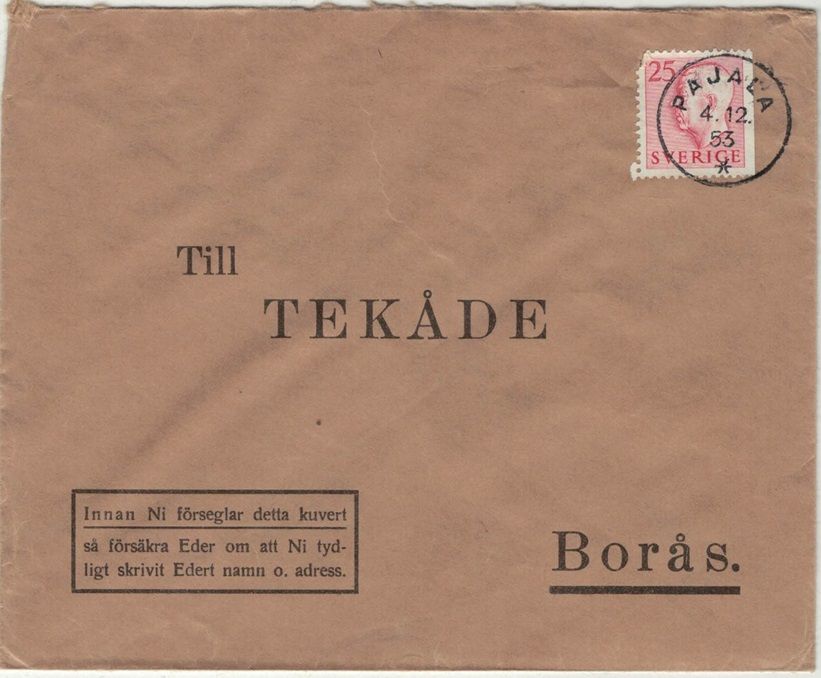 25
PAJALA
4.12.
53
SVERIGE
Till
TEKÅDE
Innan Ni förseglar detta kuvert
så försäkra Eder om att Ni tyd-
ligt skrivit Edert namn o. adress.
Borås.